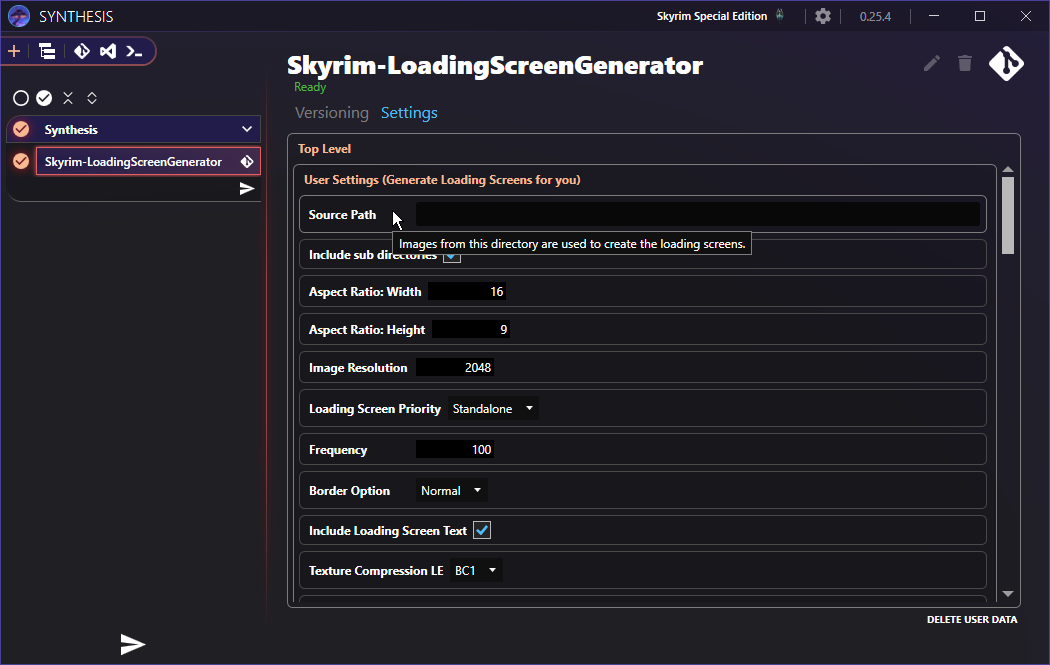 SYNTHESIS
Skyrim Special Edition
0.25.4
Skyrim-LoadingScreenGenerator
Ready
Versioning Settings
Synthesis
Skyrim-LoadingScreenGenerator
Top Level
User Settings (Generate Loading Screens for you)
Source Path
Images from this directory are used to create the loading screens.
Include sub directories
Aspect Ratio: Width 16
Aspect Ratio: Height 9
Image Resolution 2048
Loading Screen Priority Standalone
Frequency 100
Border Option Normal
Include Loading Screen Text
Texture Compression LE BC1
DELETE USER DATA